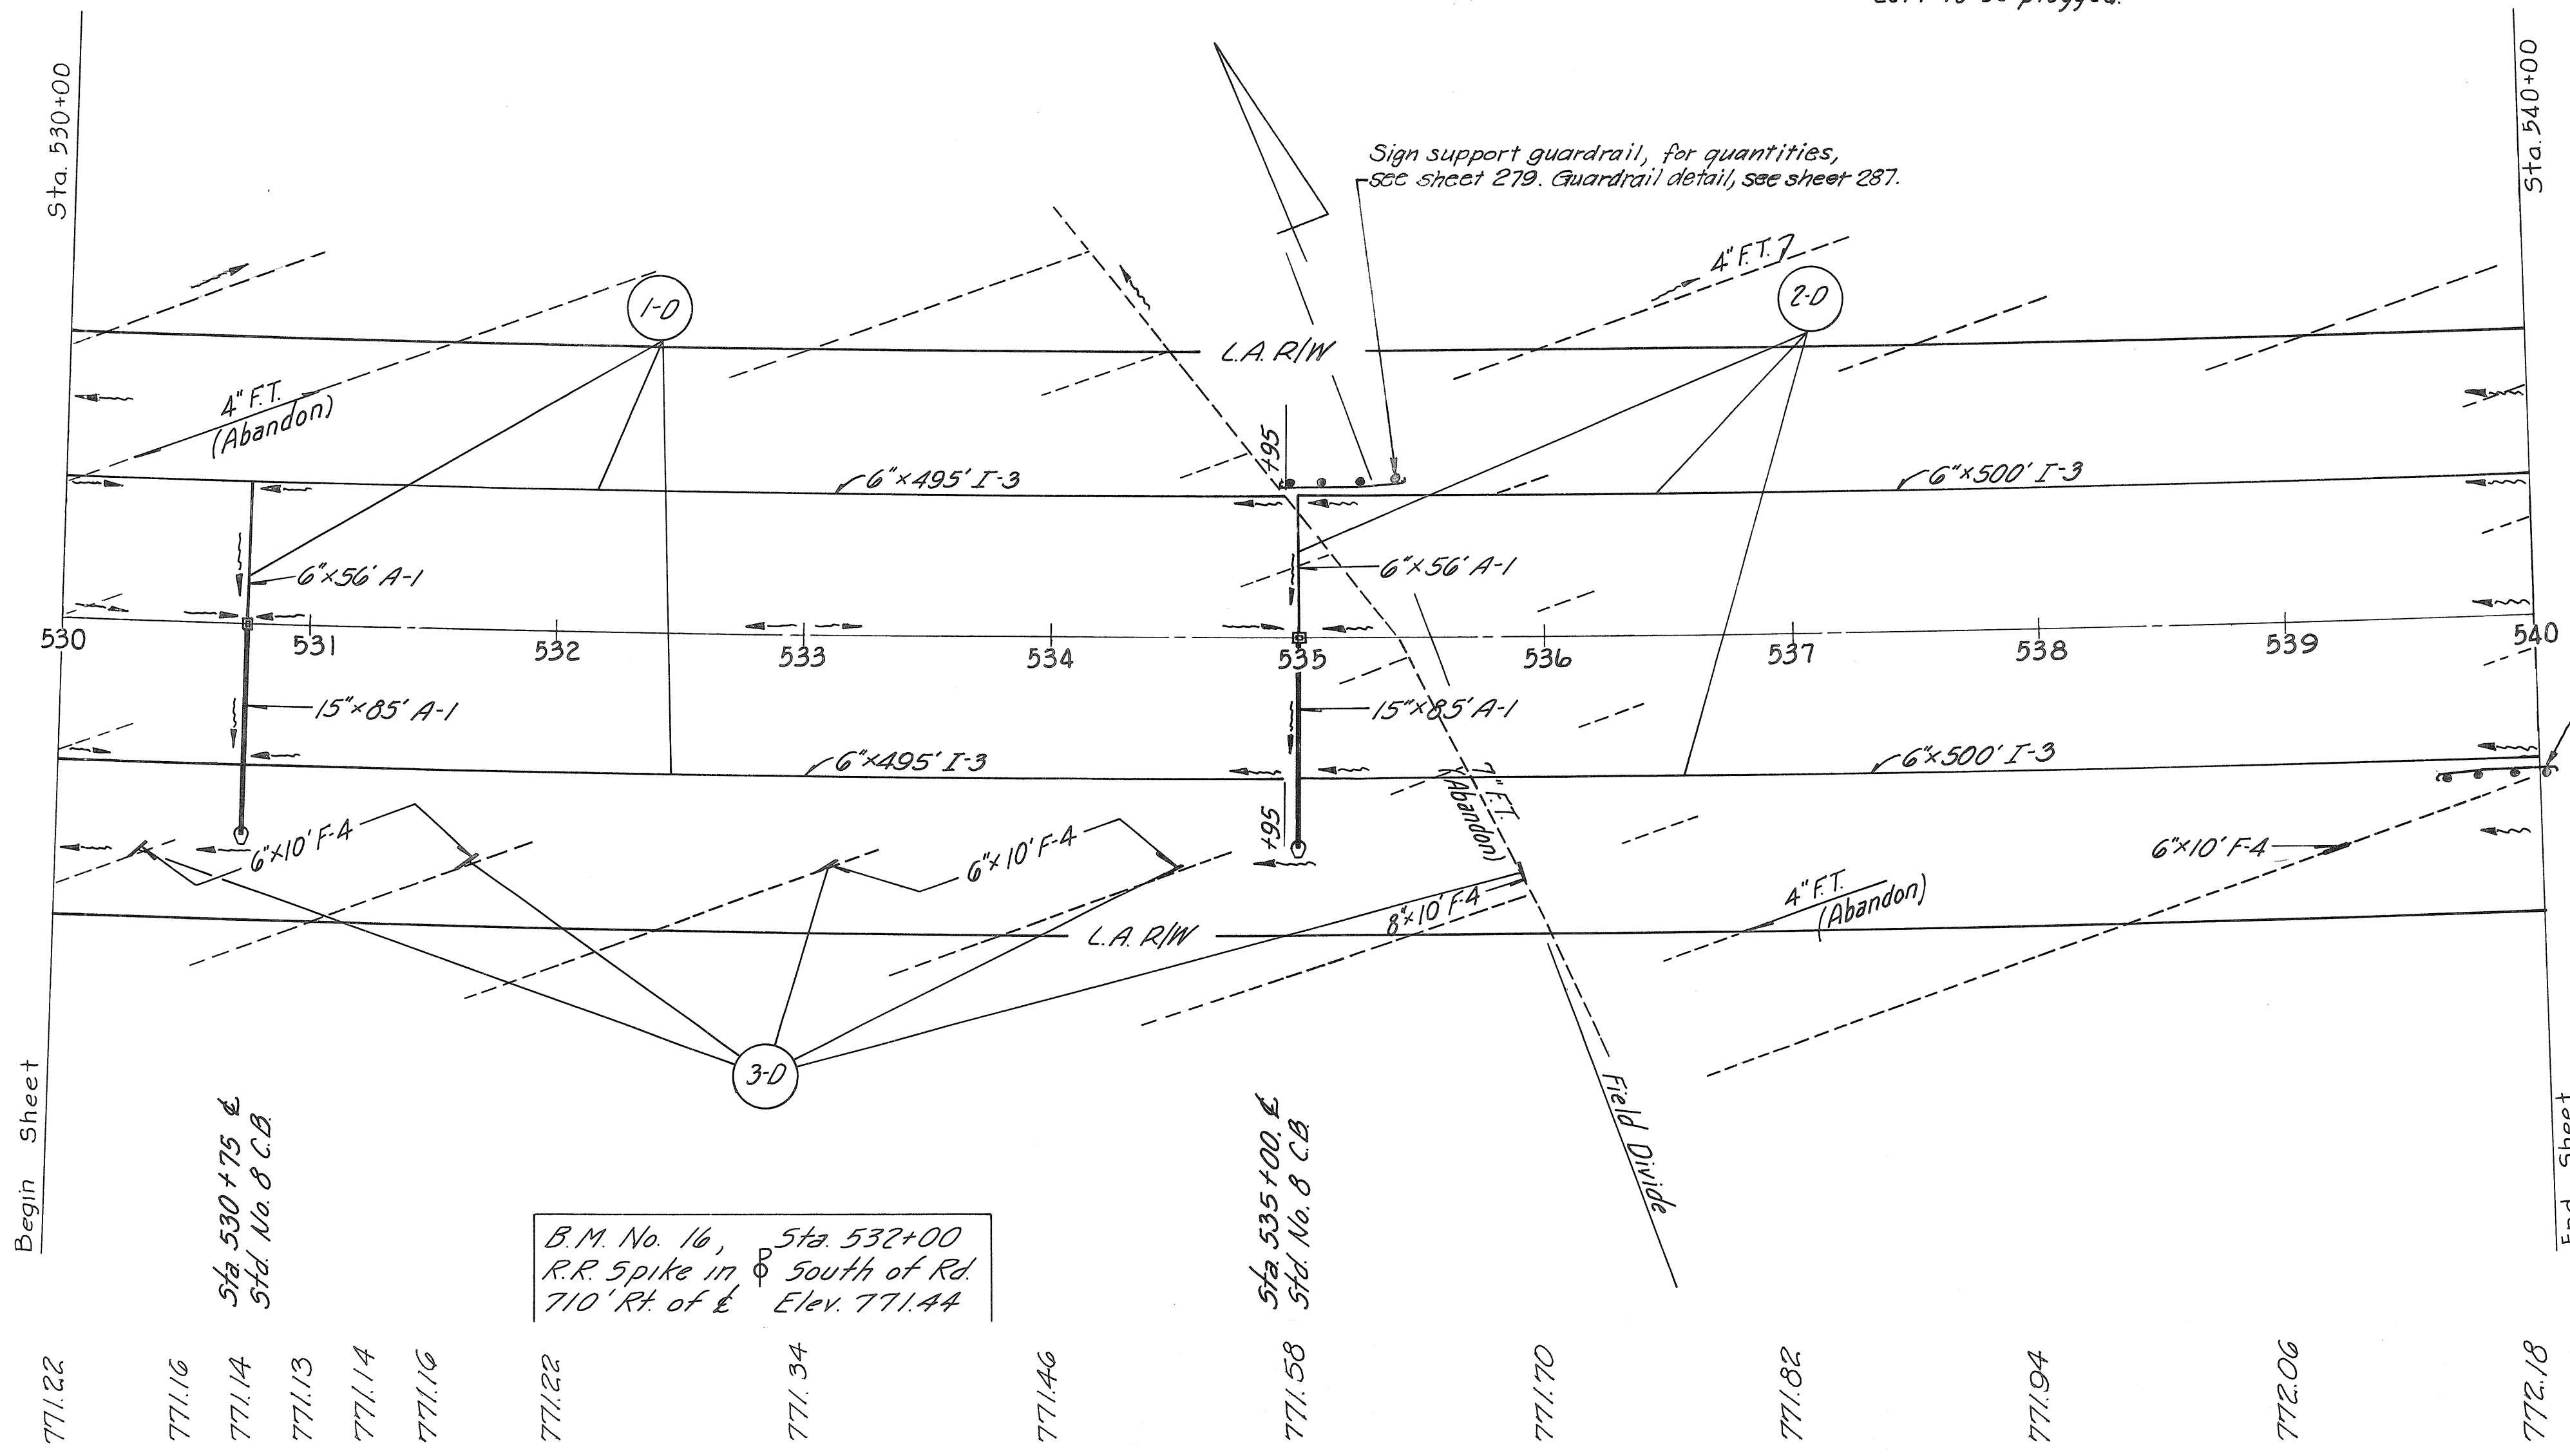 Left to be plugged.
Sta. 530+00
Sta. 540+00
Sign support guardrail, for quantities,
see sheet 279. Guardrail detail, see sheet 287.
4" F.T.
1-D
2-D
L.A. R/W
4" F.T.
(Abandon)
+95
6"×495' I-3
6"×500' I-3
6"×56' A-1
6"×56' A-1
530
531
532
533
534
535
536
537
538
539
540
15"×85' A-1
15"×85' A-1
6"×495' I-3
6"×500' I-3
7" F.T.
(Abandon)
+95
6"×10' F-4
6"×10' F-4
6"×10' F-4
8"×10' F-4
4" F.T.
(Abandon)
L.A. R/W
3-D
Field Divide
Begin Sheet
End Sheet
Sta. 530+75 ℄
Std. No. 8 C.B.
Sta. 535+00 ℄
Std. No. 8 C.B.
B.M. No. 16, Sta. 532+00
R.R. Spike in PP South of Rd.
710' Rt. of ℄ Elev. 771.44
771.22
771.16
771.14
771.13
771.14
771.16
771.22
771.34
771.46
771.58
771.70
771.82
771.94
772.06
772.18